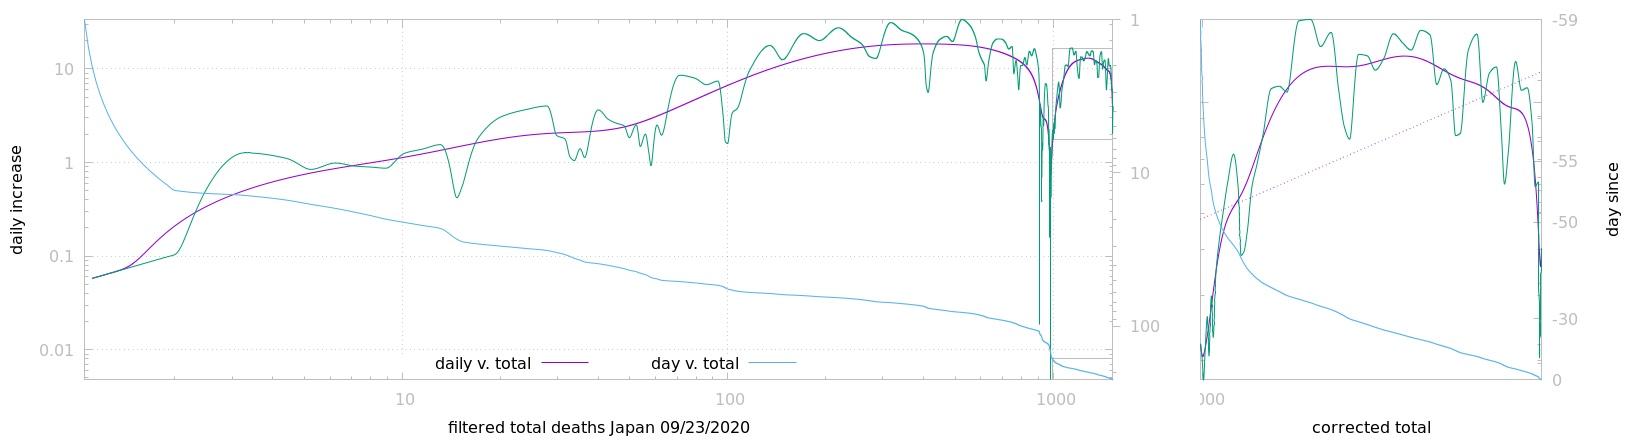 daily increase
10
1
0.1
0.01
daily v. total
day v. total
10
100
1000
1
10
100
filtered total deaths Japan 09/23/2020
000
-59
-55
-50
-30
0
day since
corrected total